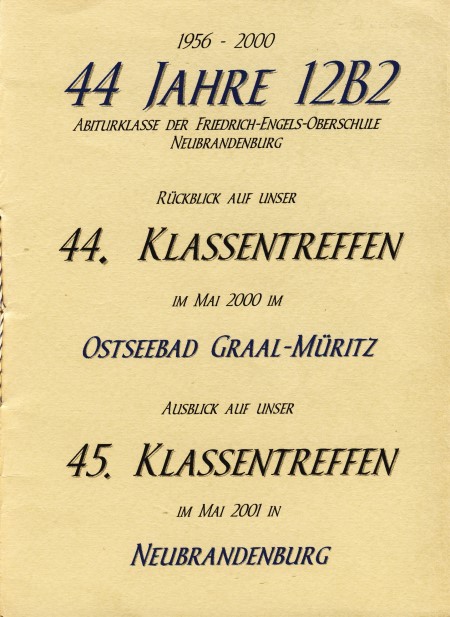 1956 - 2000
44 Jahre 12B2
Abiturklasse der Friedrich-Engels-Oberschule
Neubrandenburg
Rückblick auf unser
44. Klassentreffen
im Mai 2000 im
Ostseebad Graal-Müritz
Ausblick auf unser
45. Klassentreffen
im Mai 2001 in
Neubrandenburg